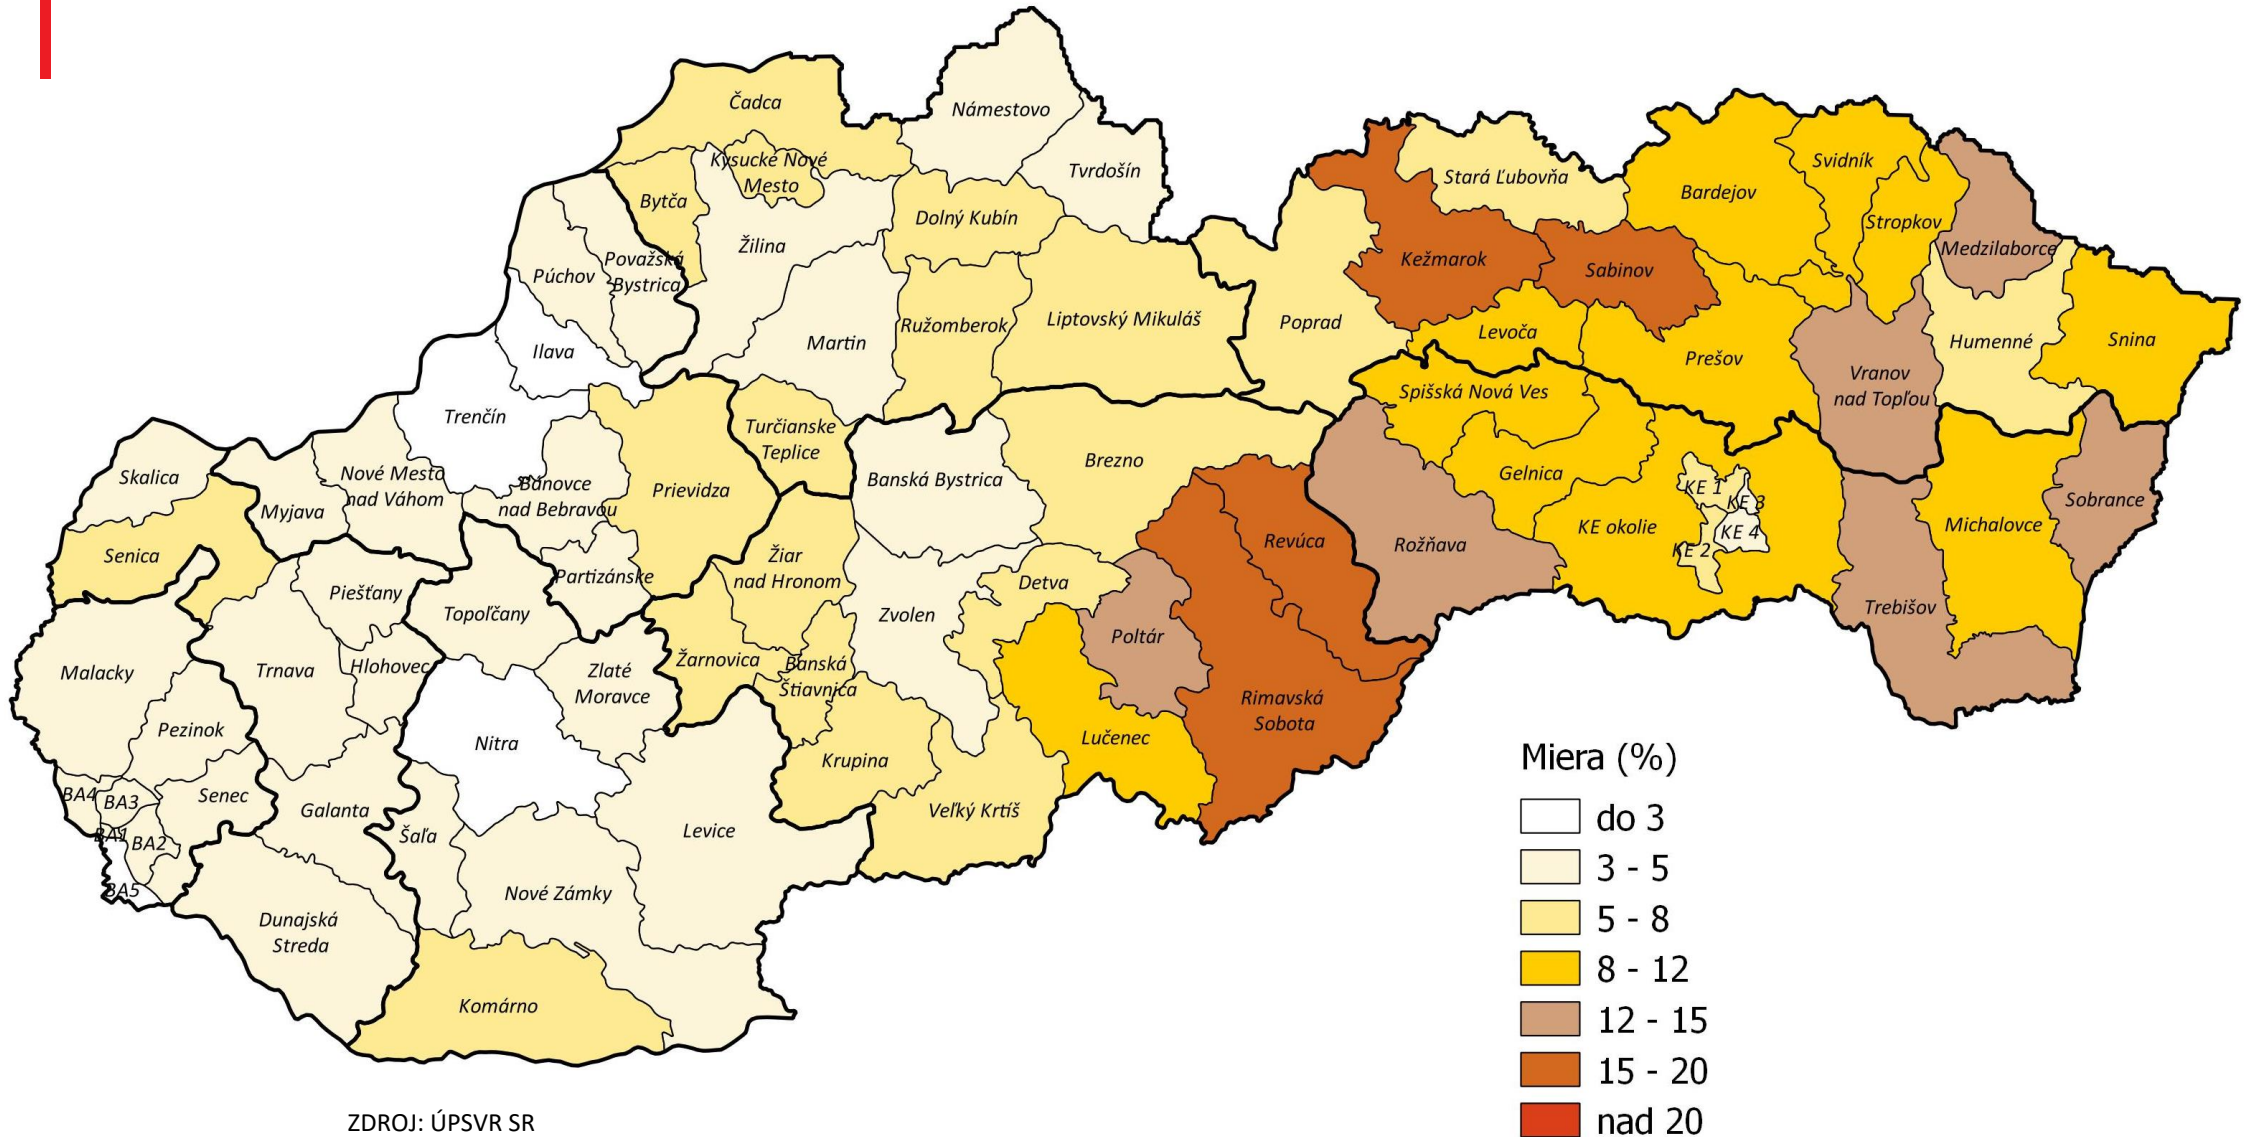 Čadca
Námestovo
Tvrdošín
Kysucké Nové
Mesto
Bytča
Žilina
Dolný Kubín
Stará Ľubovňa
Svidník
Bardejov
Stropkov
Medzilaborce
Púchov
Považská
Bystrica
Kežmarok
Sabinov
Ilava
Martin
Ružomberok
Liptovský Mikuláš
Poprad
Levoča
Prešov
Humenné
Snina
Vranov
nad Topľou
Spišská Nová Ves
Trenčín
Turčianske
Teplice
Banská Bystrica
Brezno
Gelnica
Skalica
Nové Mesto
nad Váhom
Myjava
Bánovce
nad Bebravou
Prievidza
KE 1
KE 3
KE 4
KE 2
KE okolie
Michalovce
Sobrance
Senica
Žiar
nad Hronom
Revúca
Rožňava
Piešťany
Partizánske
Detva
Topoľčany
Zvolen
Poltár
Trebišov
Malacky
Trnava
Hlohovec
Zlaté
Moravce
Žarnovica
Banská
Štiavnica
Rimavská
Sobota
Pezinok
Nitra
Krupina
Lučenec
BA4
BA3
Senec
Galanta
Šaľa
Levice
Veľký Krtíš
BA1
BA2
BA5
Dunajská
Streda
Nové Zámky
Komárno
Miera (%)
do 3
3 - 5
5 - 8
8 - 12
12 - 15
15 - 20
nad 20
ZDROJ: ÚPSVR SR